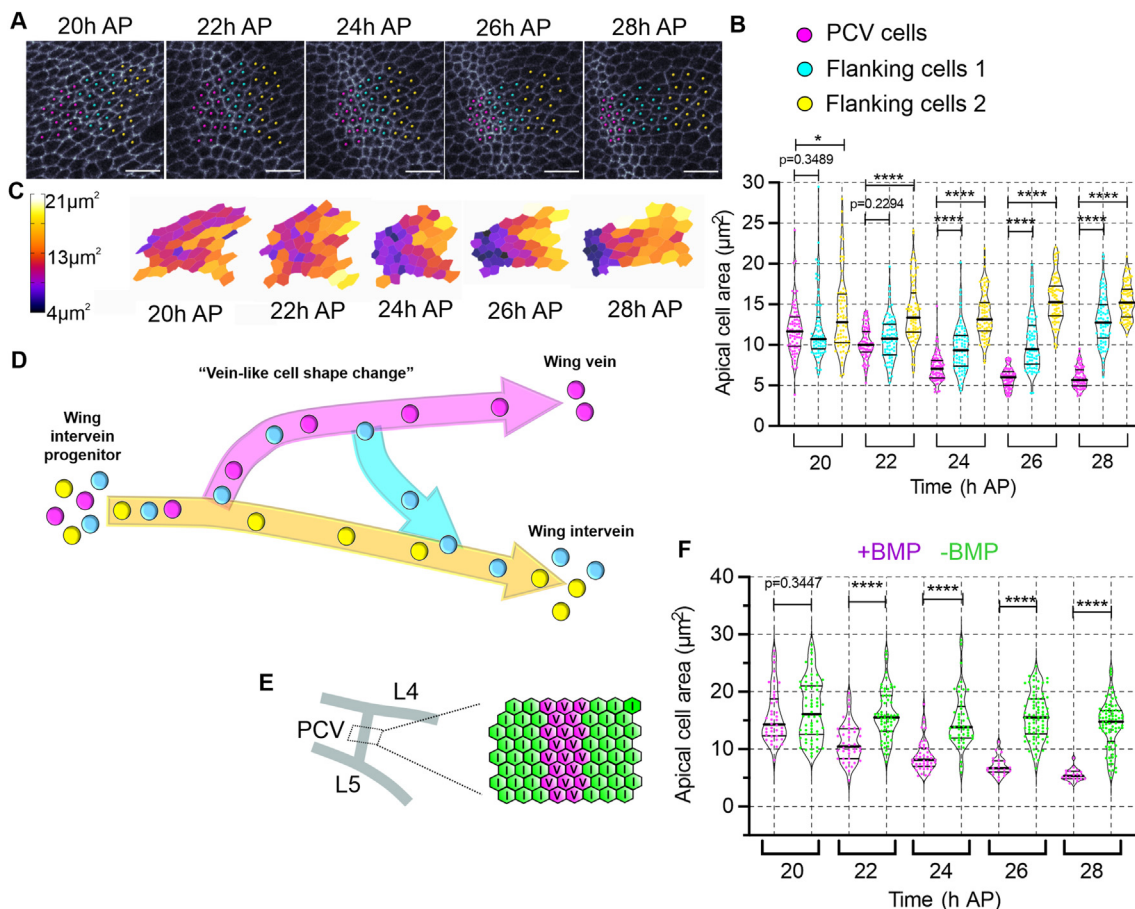 A
20h AP 22h AP 24h AP 26h AP 28h AP
B
PCV cells
Flanking cells 1
Flanking cells 2
*
p=0.3489
****
p=0.2294
****
****
****
****
****
****
30
25
20
15
10
5
0
Apical cell area (µm²)
20 22 24 26 28
Time (h AP)
C
21µm²
13µm²
4µm²
20h AP 22h AP 24h AP 26h AP 28h AP
D
"Vein-like cell shape change"
Wing vein
Wing
intervein
progenitor
Wing intervein
E
L4
PCV
L5
I I I V V V I I I I
I I I V V V I I I
I I I V V V I I I I
I I I V V V I I I
I I I V V V I I I I
I I I V V V I I I
I I I V V V I I I I
F
+BMP -BMP
p=0.3447
****
****
****
****
40
30
20
10
0
Apical cell area (µm²)
20 22 24 26 28
Time (h AP)